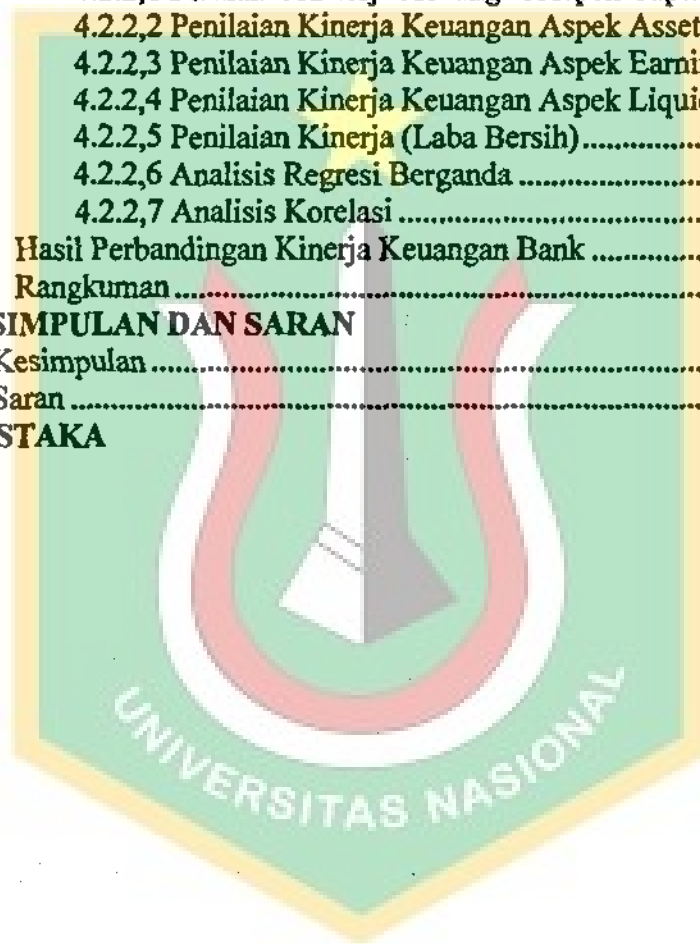 4.2.2,2 Penilaian Kinerja Keuangan Aspek Asset
4.2.2,3 Penilaian Kinerja Keuangan Aspek
4.2.2,4 Penilaian Kinerja Keuangan Aspek
4.2.2,5 Penilaian Kinerja (Laba Bersih)..................
4.2.2,6 Analisis Regresi Berganda ............................
4.2.2,7 Analisis Korelasi ............................................
Hasil Perbandingan Kinerja Keuangan Bank ................
Rangkuman ......................................................................
SIMPULAN DAN SARAN
Kesimpulan .........................................................................
Saran ....................................................................................
STAKA
UNIVERSITAS NASIONAL